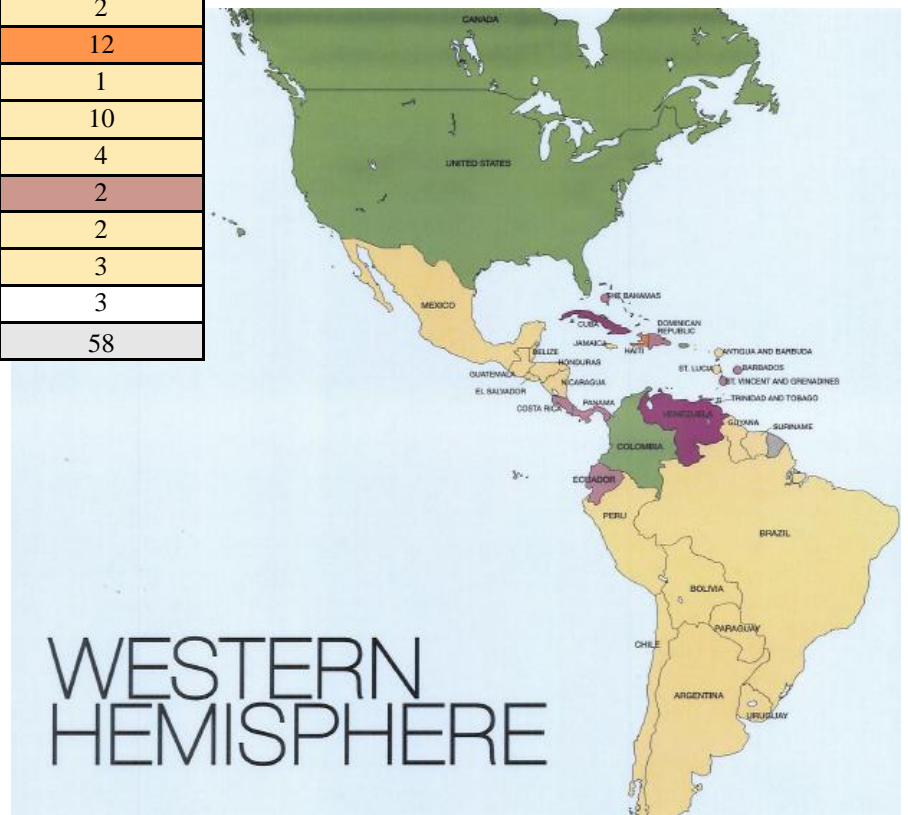 2
12
1
10
4
2
2
3
3
58
CANADA
UNITED STATES
MEXICO
THE BAHAMAS
CUBA
DOMINICAN
REPUBLIC
JAMAICA
HAITI
BELIZE
HONDURAS
ANTIGUA AND BARBUDA
GUATEMALA
ST. LUCIA
BARBADOS
NICARAGUA
ST. VINCENT AND GRENADINES
EL SALVADOR
TRINIDAD AND TOBAGO
COSTA RICA
PANAMA
VENEZUELA
GUYANA
SURINAME
COLOMBIA
ECUADOR
PERU
BRAZIL
BOLIVIA
PARAGUAY
CHILE
ARGENTINA
URUGUAY
WESTERN
HEMISPHERE